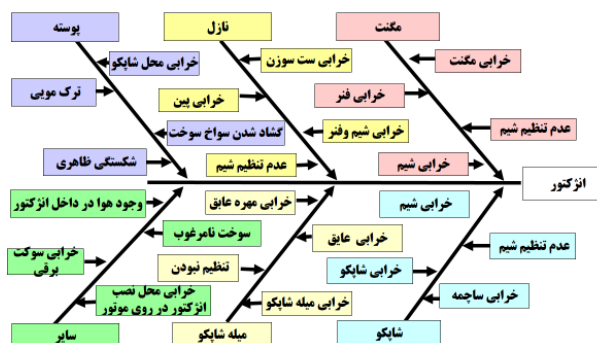 مگنت
نازل
پوسته
خرابی مگنت
خرابی ست سوزن
خرابی محل شاپکو
خرابی فنر
خرابی پین
ترک مویی
عدم تنظیم شیم
خرابی شیم وفنر
گشاد شدن سواخ سوخت
خرابی شیم
عدم تنظیم شیم
شکستگی ظاهری
انژکتور
خرابی شیم
خرابی مهره عایق
وجود هوا در داخل انژکتور
عدم تنظیم شیم
خرابی عایق
سوخت نامرغوب
خرابی شاپکو
تنظیم نبودن
خرابی سوکت
برقی
خرابی ساچمه
خرابی میله شاپکو
خرابی محل نصب
انژکتور در روی موتور
شاپکو
میله شاپکو
سایر